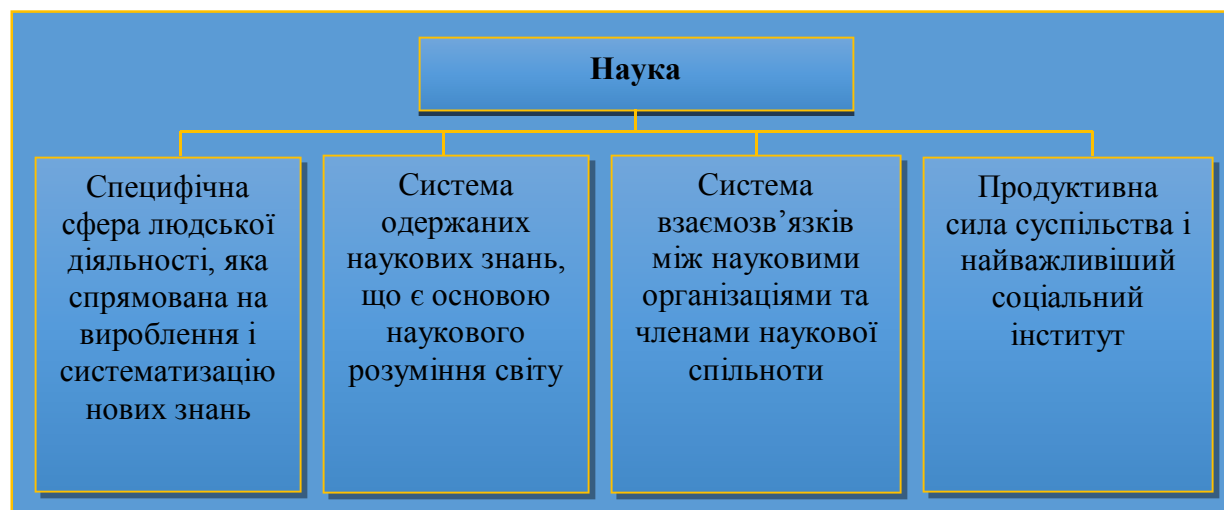 Наука
Специфічна
сфера людської
діяльності, яка
спрямована на
вироблення і
систематизацію
нових знань
Система
одержаних
наукових знань,
що є основою
наукового
розуміння світу
Система
взаємозв’язків
між науковими
організаціями та
членами наукової
спільноти
Продуктивна
сила суспільства і
найважливіший
соціальний
інститут